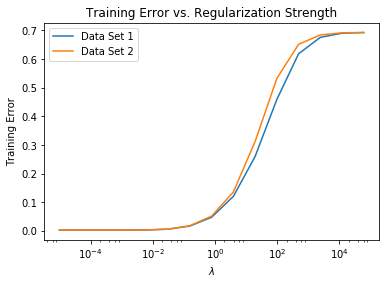 Training Error vs. Regularization Strength
Data Set 1
Data Set 2
Training Error
0.7
0.6
0.5
0.4
0.3
0.2
0.1
0.0
10⁻⁴ 10⁻² 10⁰ 10² 10⁴
λ